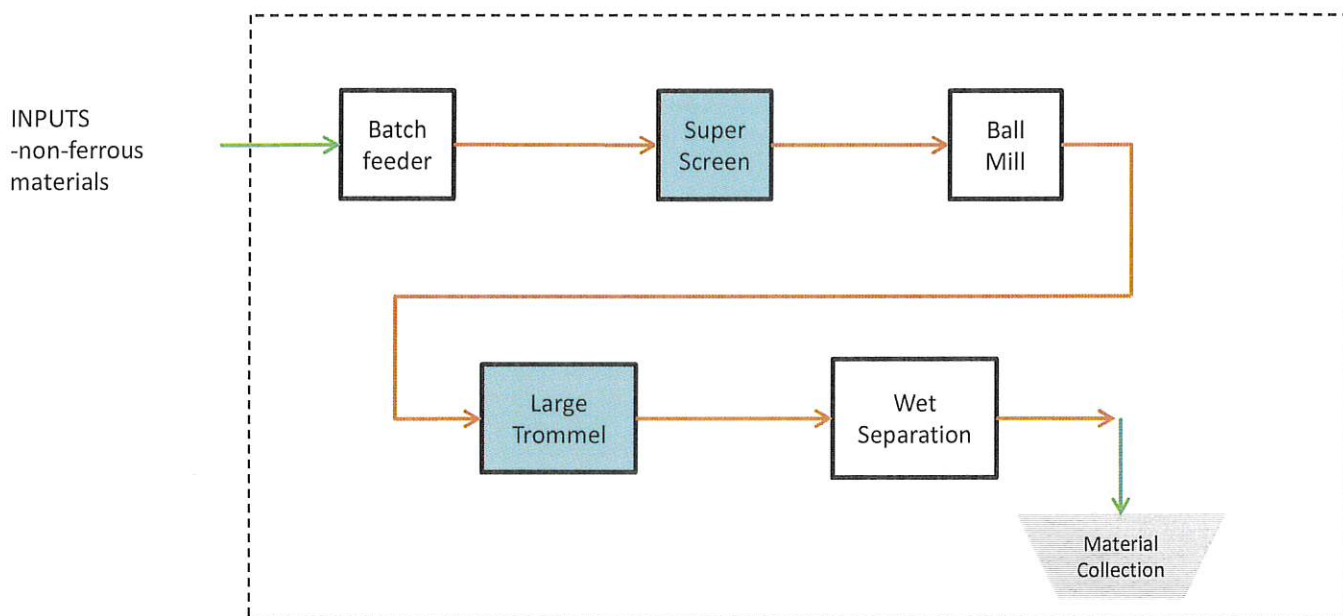 INPUTS
-non-ferrous
materials
Batch
feeder
Super
Screen
Ball
Mill
Large
Trommel
Wet
Separation
Material
Collection